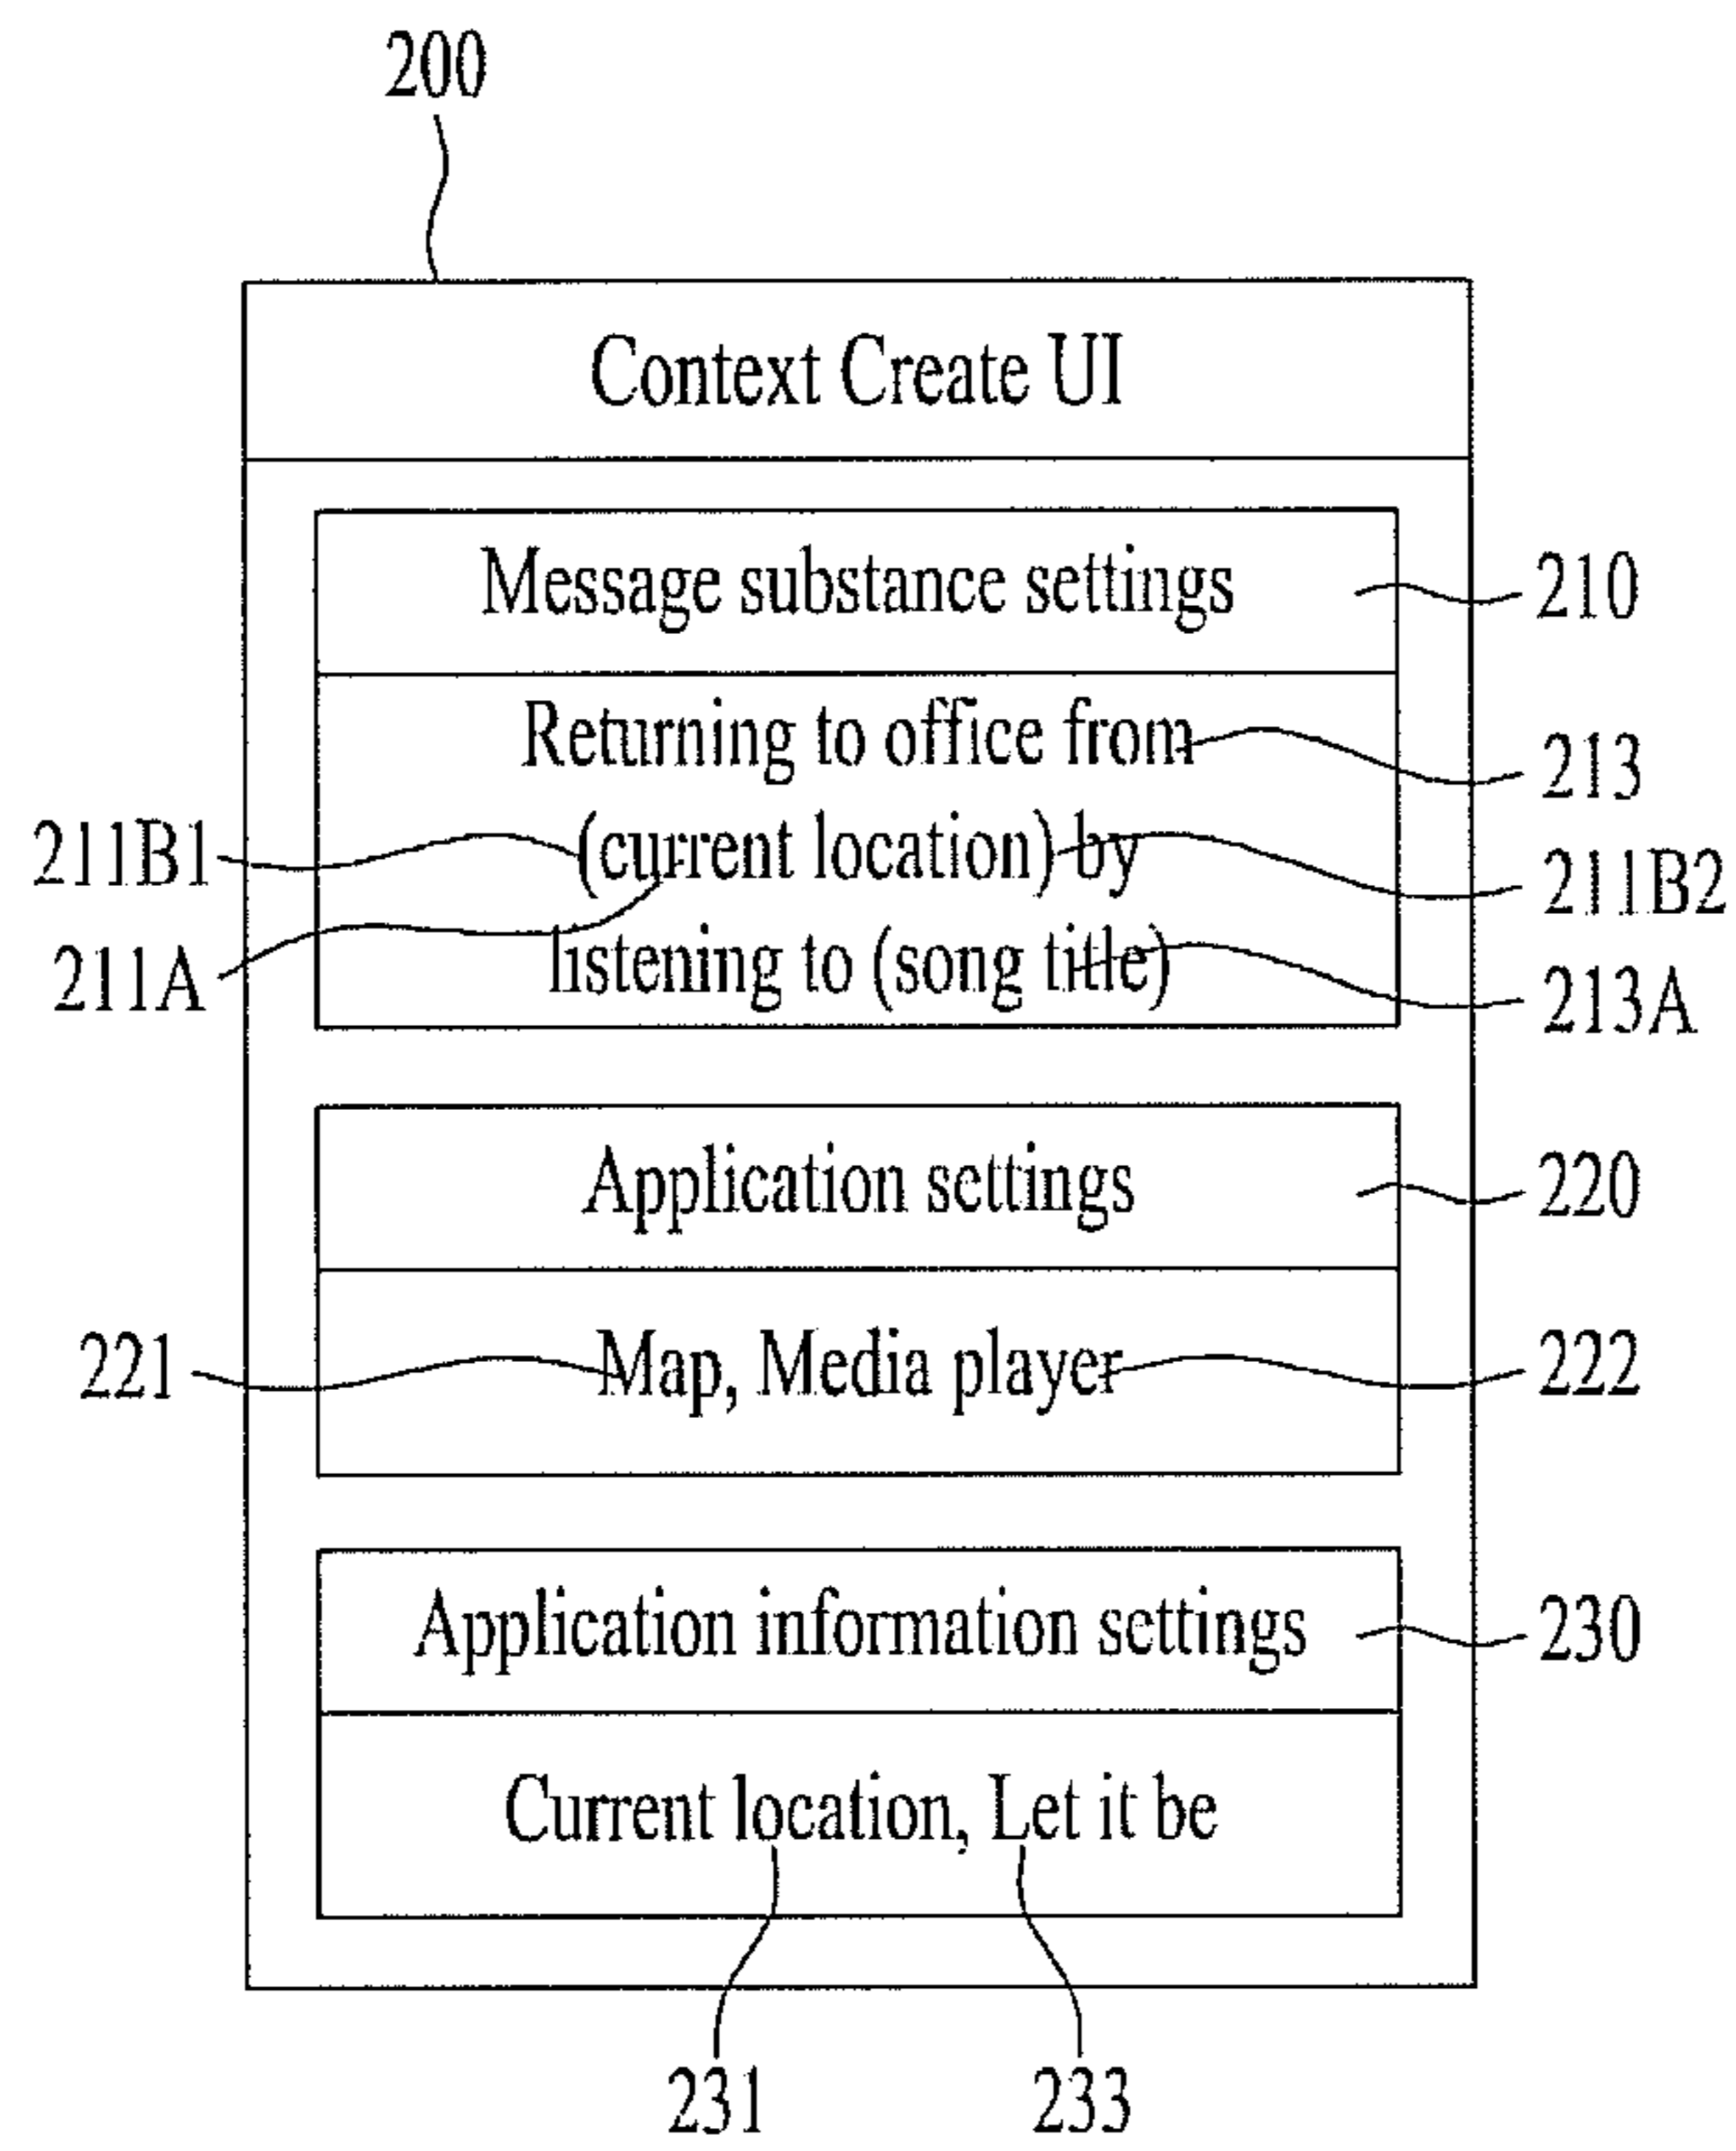 200
Context Create UI
Message substance settings
210
Returning to office from
213
211B1
(current location) by
211B2
211A
listening to (song title)
213A
Application settings
220
221
Map, Media player
222
Application information settings
230
Current location, Let it be
231
233